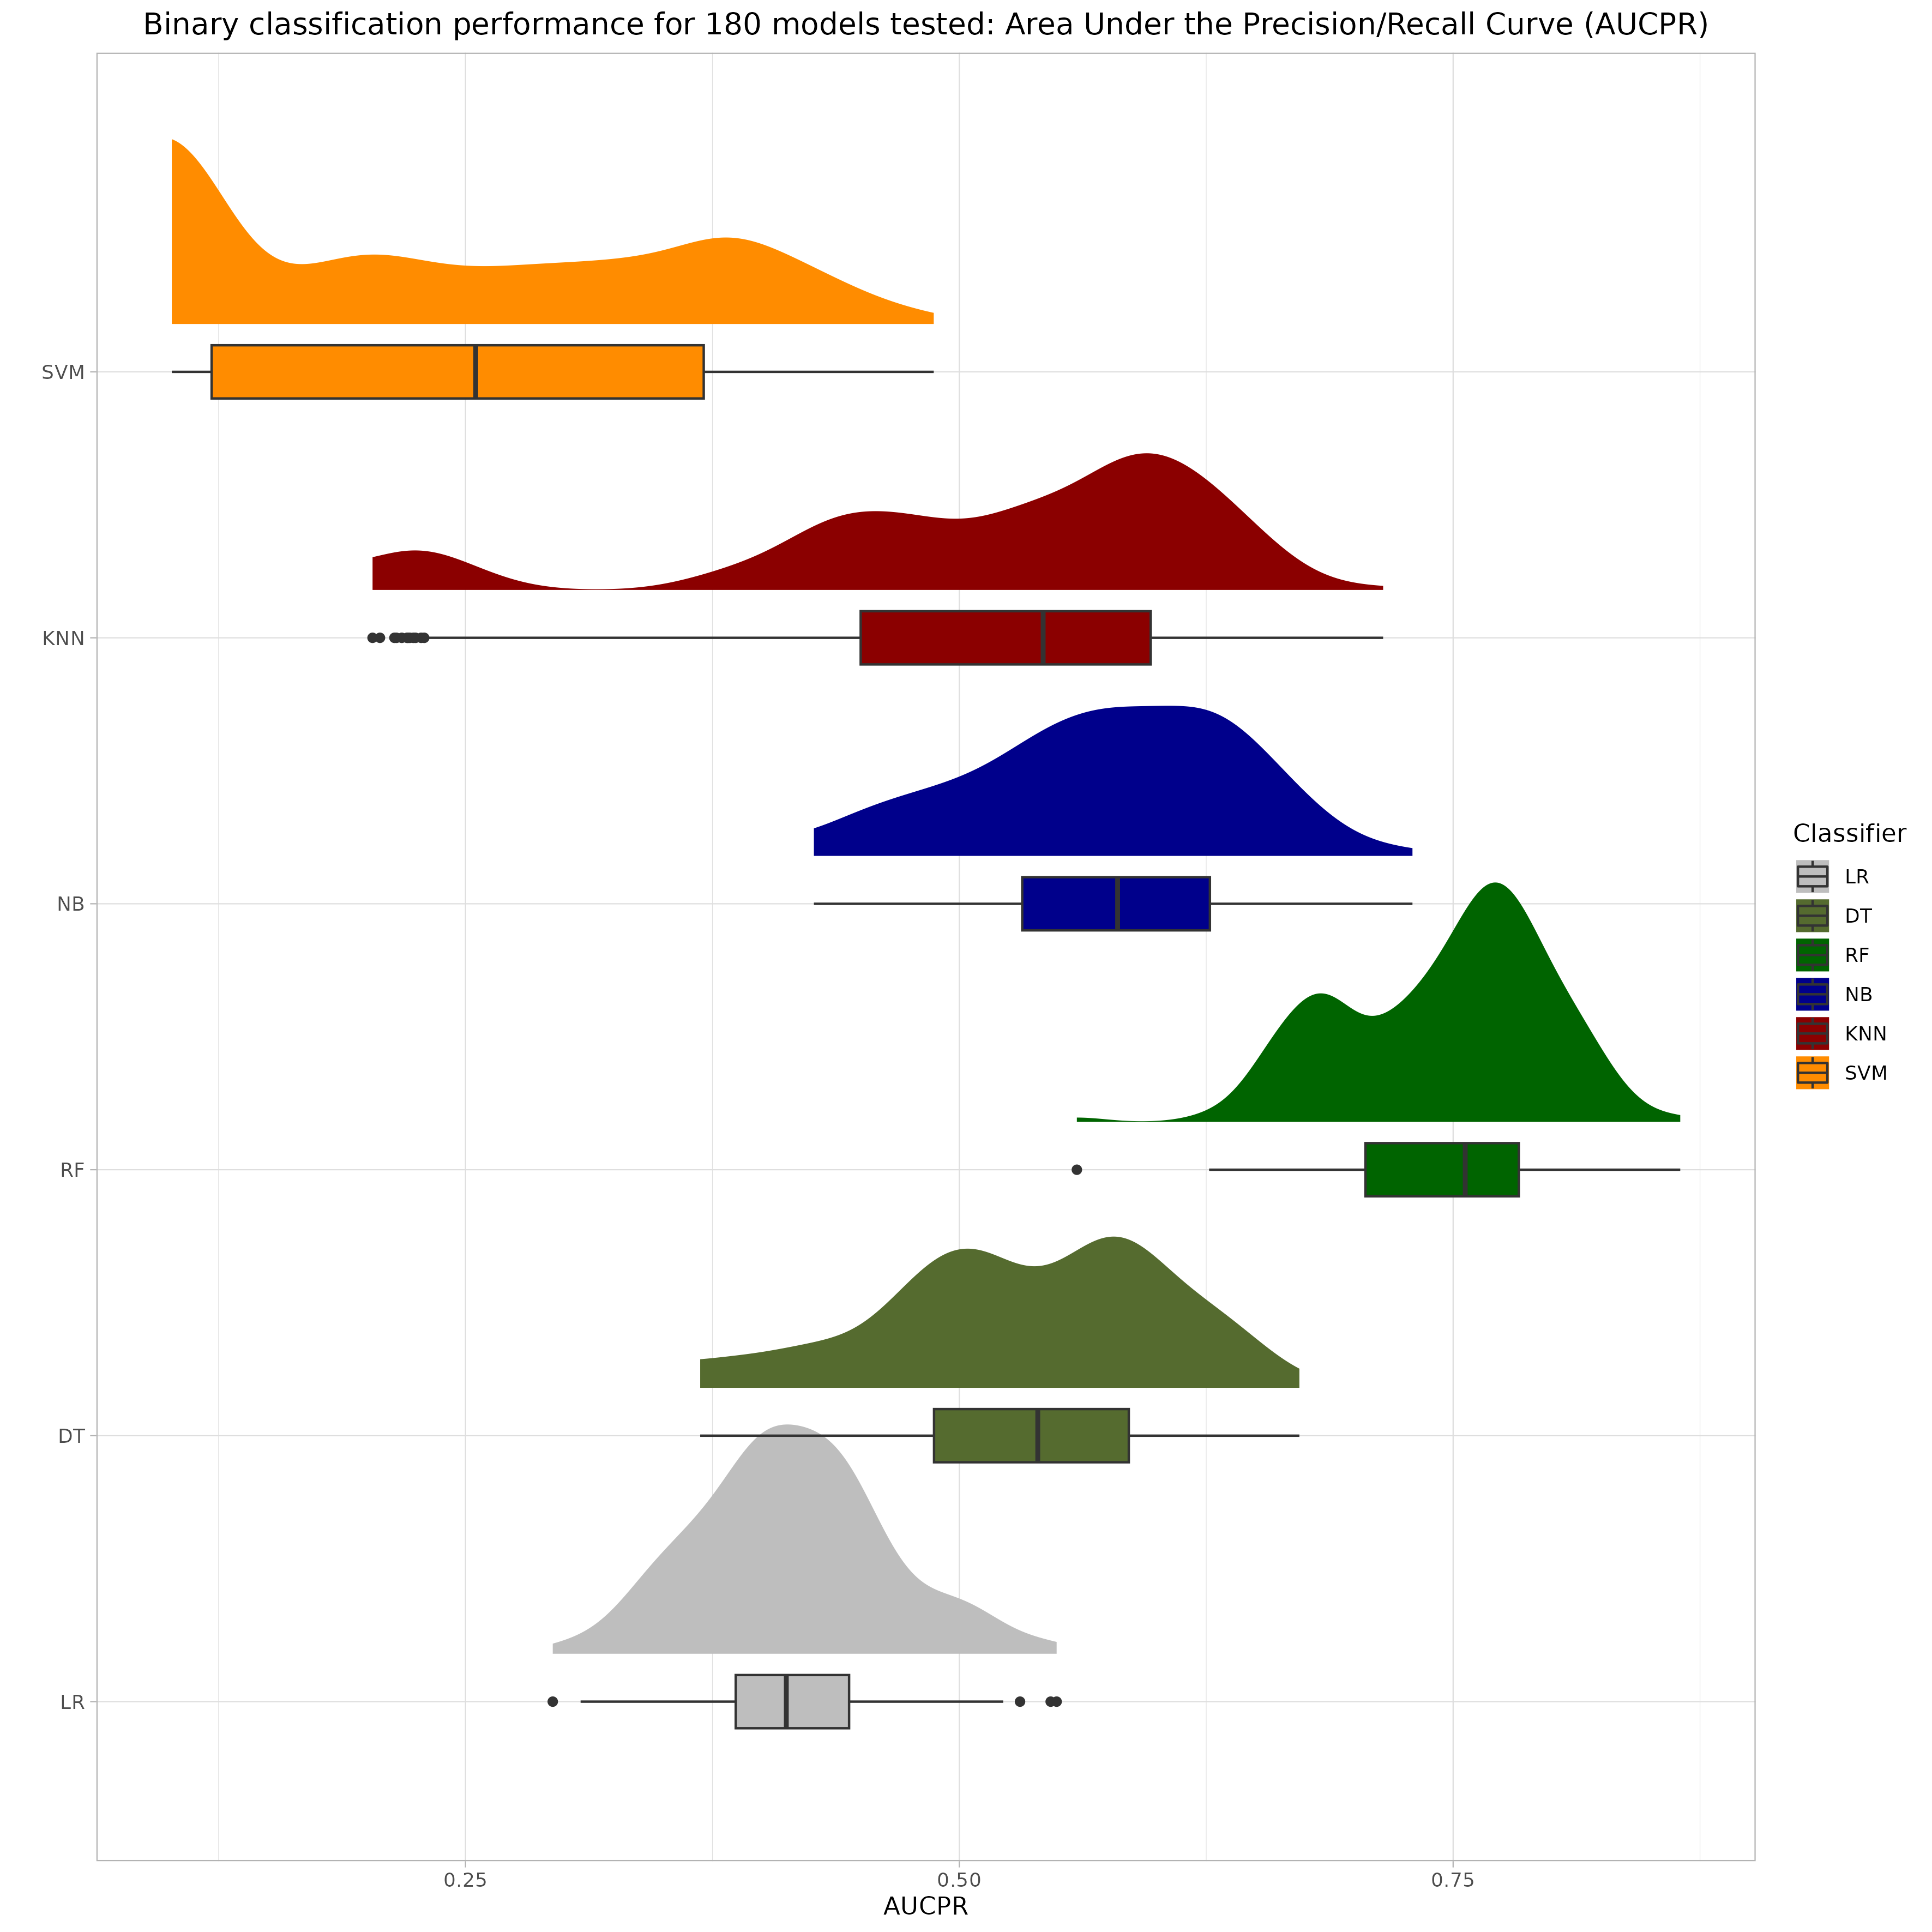 Binary classification performance for 180 models tested: Area Under the Precision/Recall Curve (AUCPR)
SVM
KNN
NB
RF
DT
LR
0.25
0.50
0.75
AUCPR
Classifier
LR
DT
RF
NB
KNN
SVM